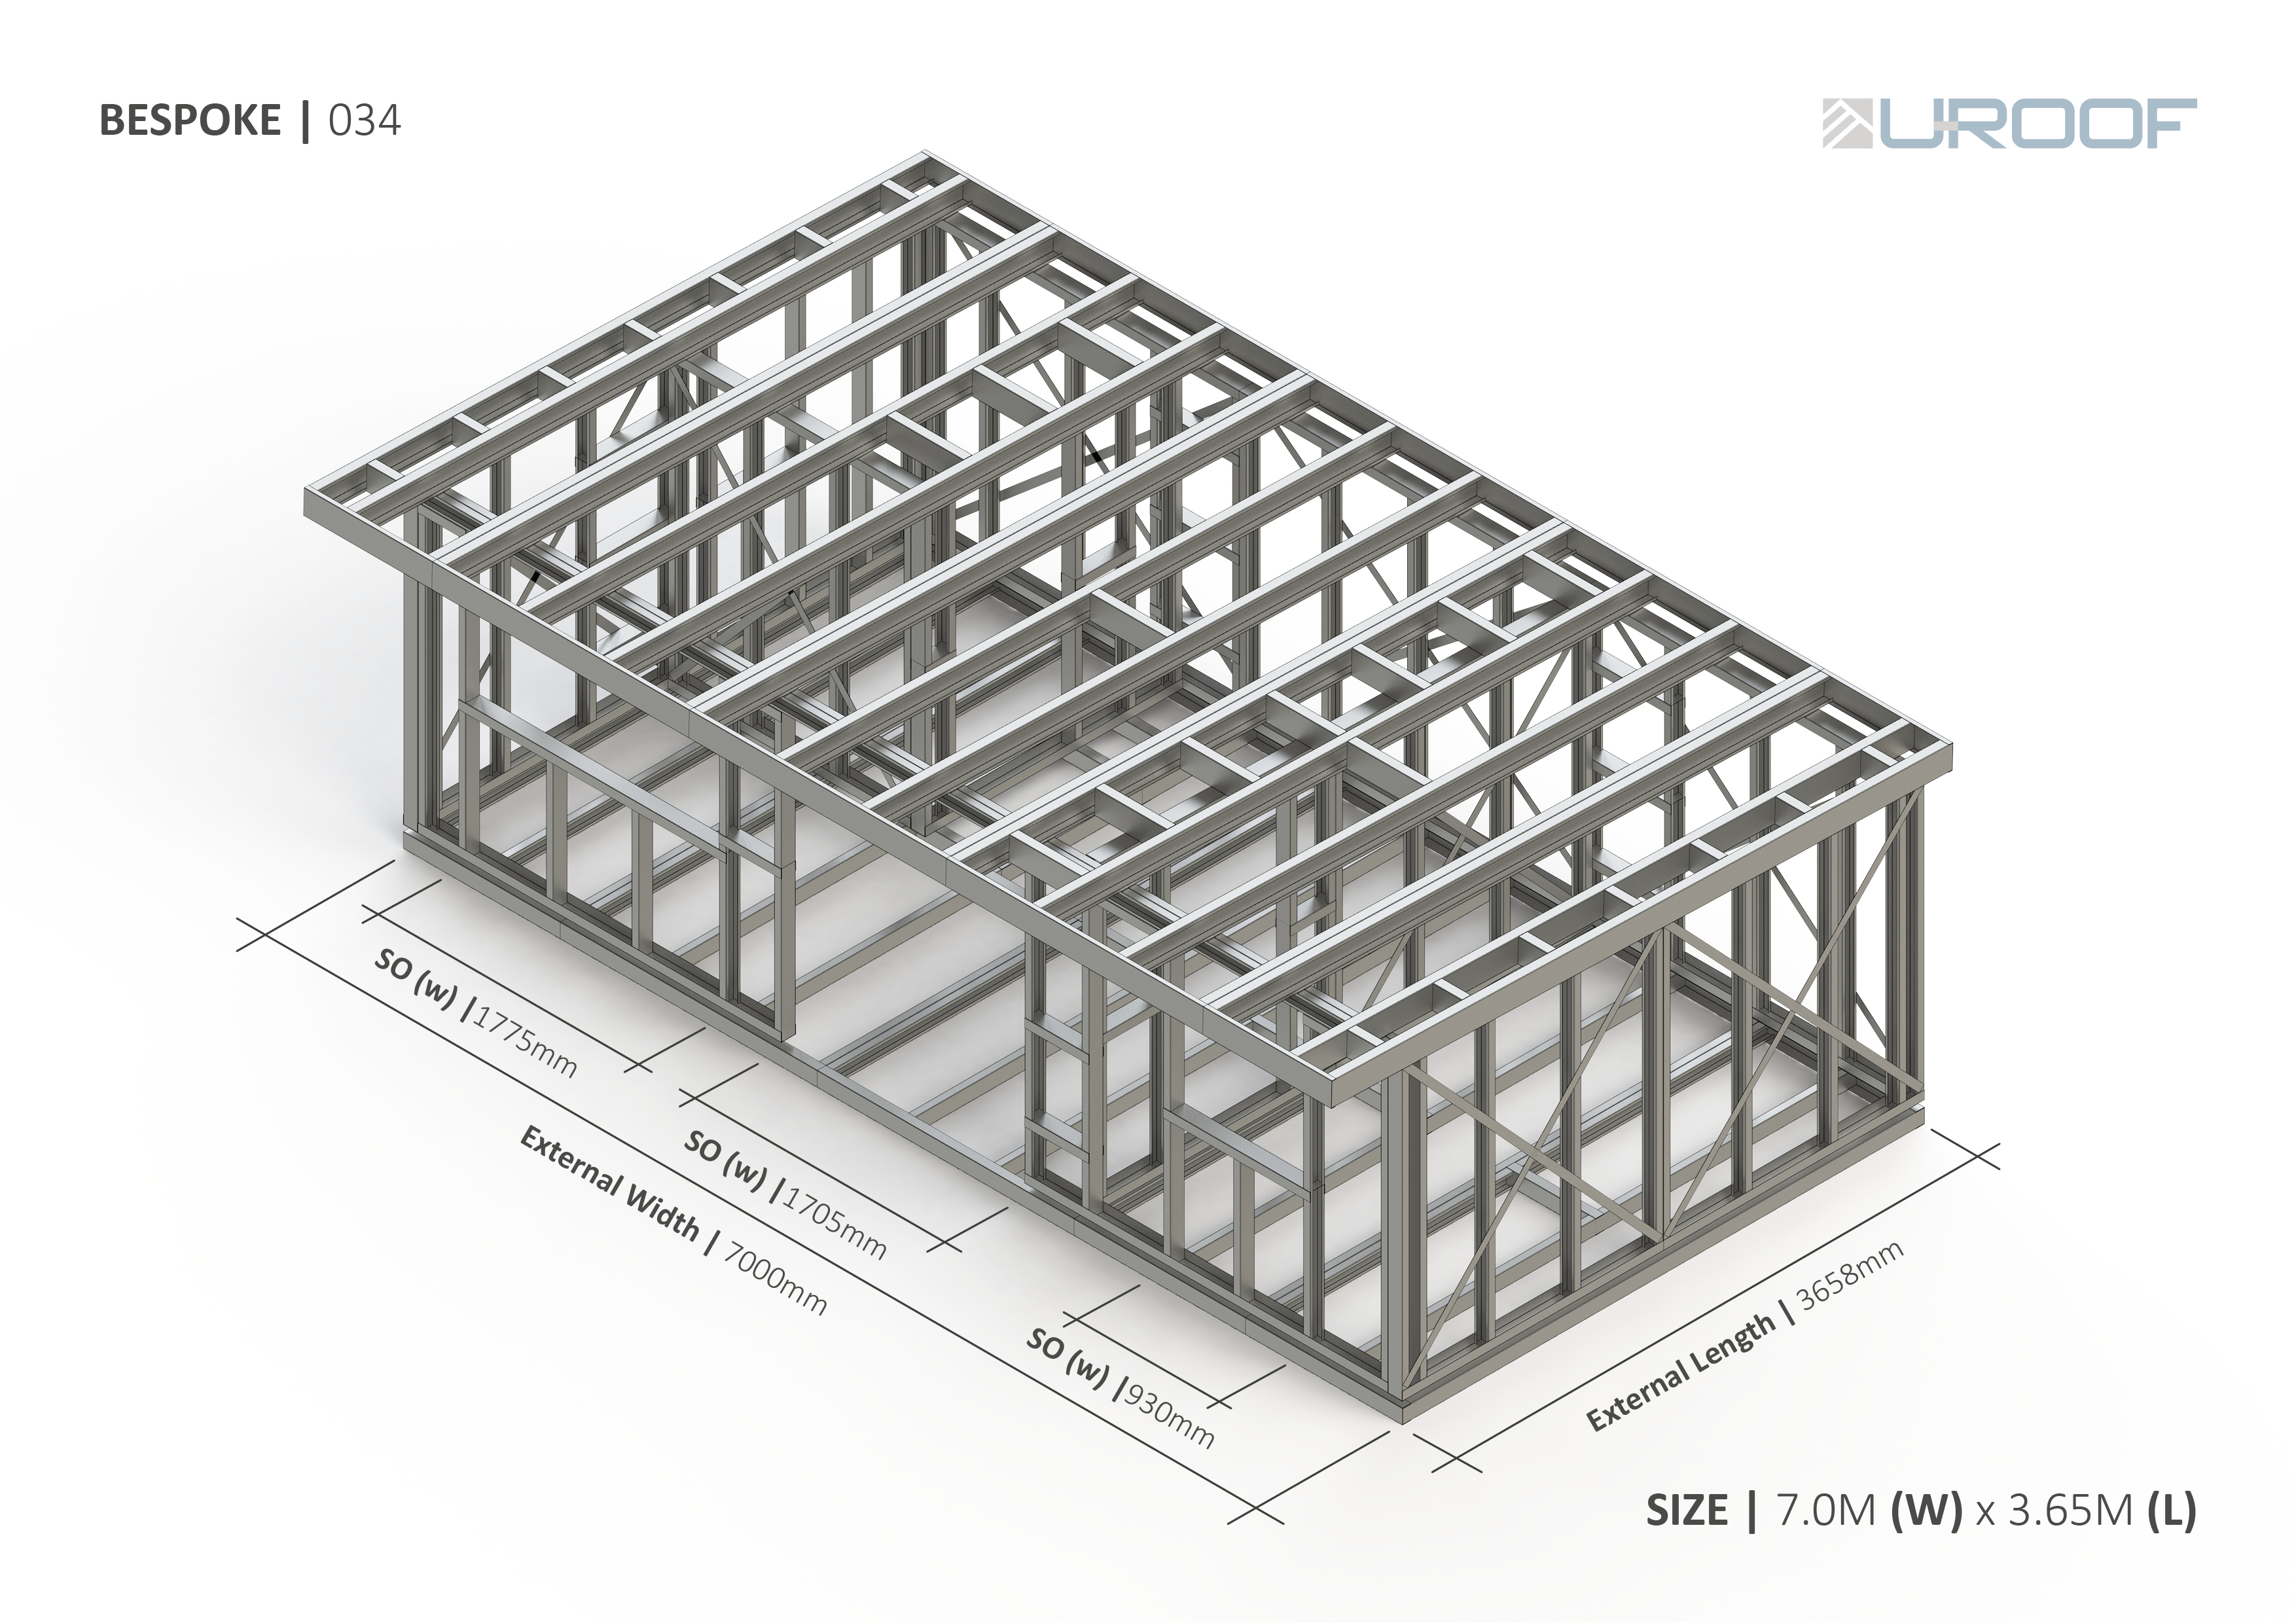 BESPOKE | 034
UROOF
SO (w) |1775mm
SO (w) |1705mm
External Width | 7000mm
SO (w) |930mm
External Length | 3658mm
SIZE | 7.0M (W) x 3.65M (L)